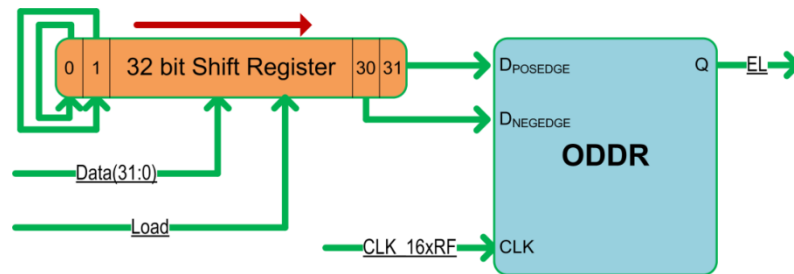 0 1 32 bit Shift Register 30 31
DPOSEDGE Q EL
DNEGEDGE
ODDR
Data(31:0)
Load
CLK_16xRF CLK